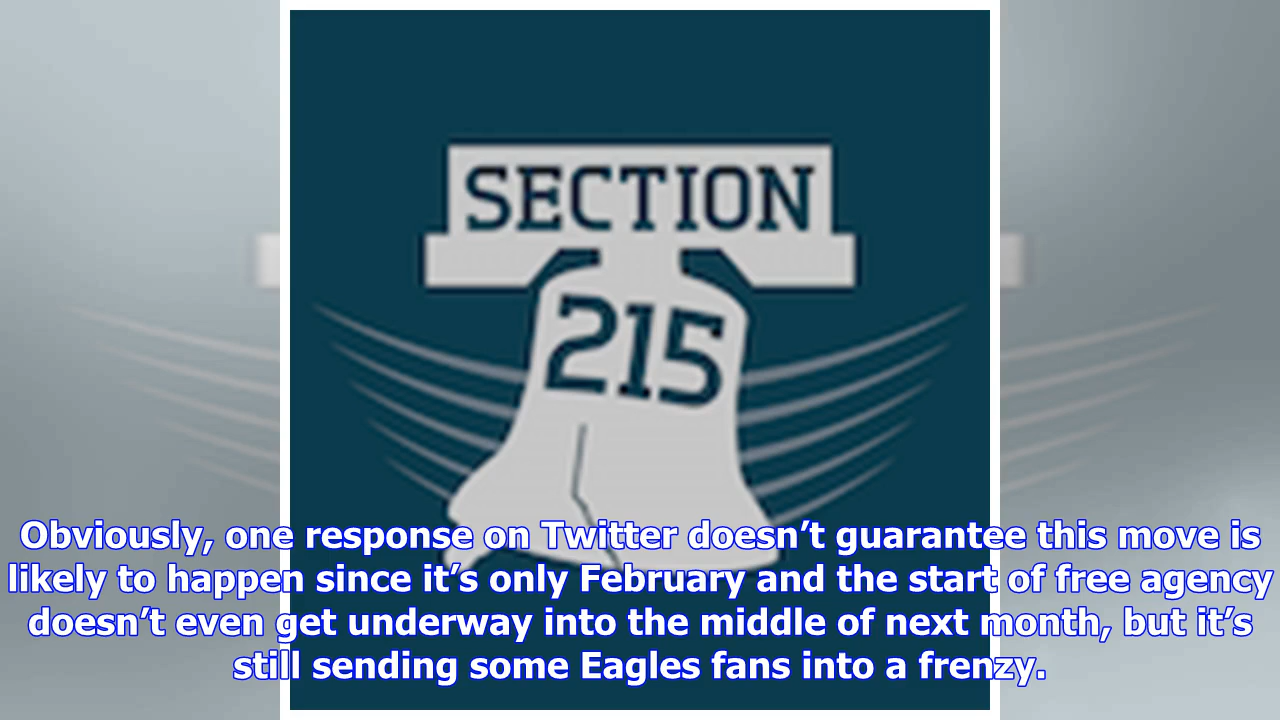 SECTION
215
Obviously, one response on Twitter doesn’t guarantee this move is
likely to happen since it’s only February and the start of free agency
doesn’t even get underway into the middle of next month, but it’s
still sending some Eagles fans into a frenzy.